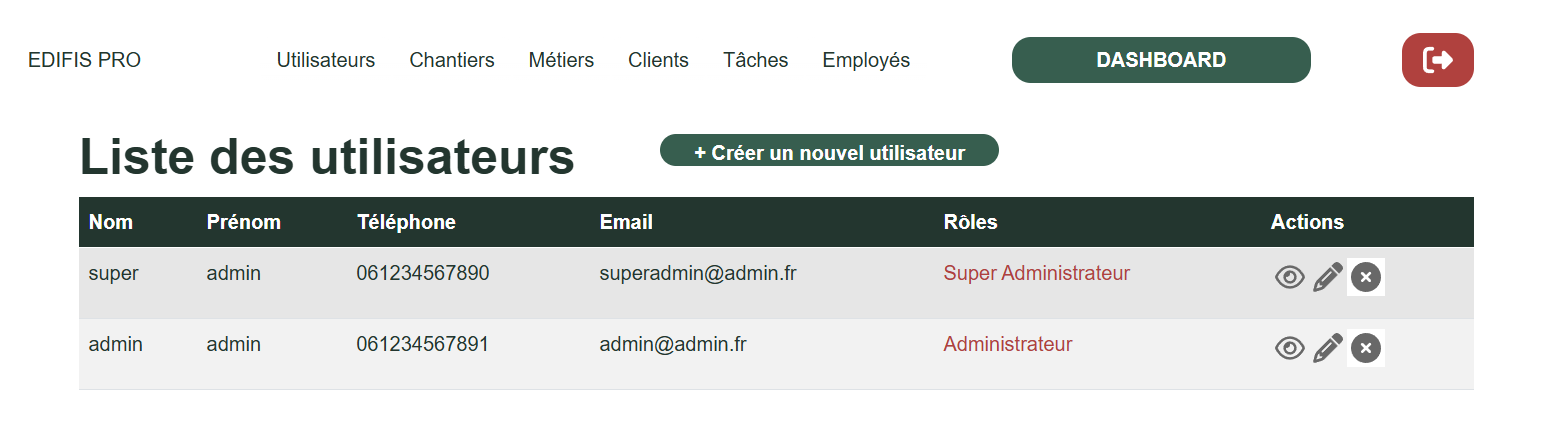 EDIFIS PRO Utilisateurs Chantiers Métiers Clients Tâches Employés DASHBOARD
Liste des utilisateurs + Créer un nouvel utilisateur
Nom Prénom Téléphone Email Rôles Actions
super admin 061234567890 superadmin@admin.fr Super Administrateur
admin admin 061234567891 admin@admin.fr Administrateur